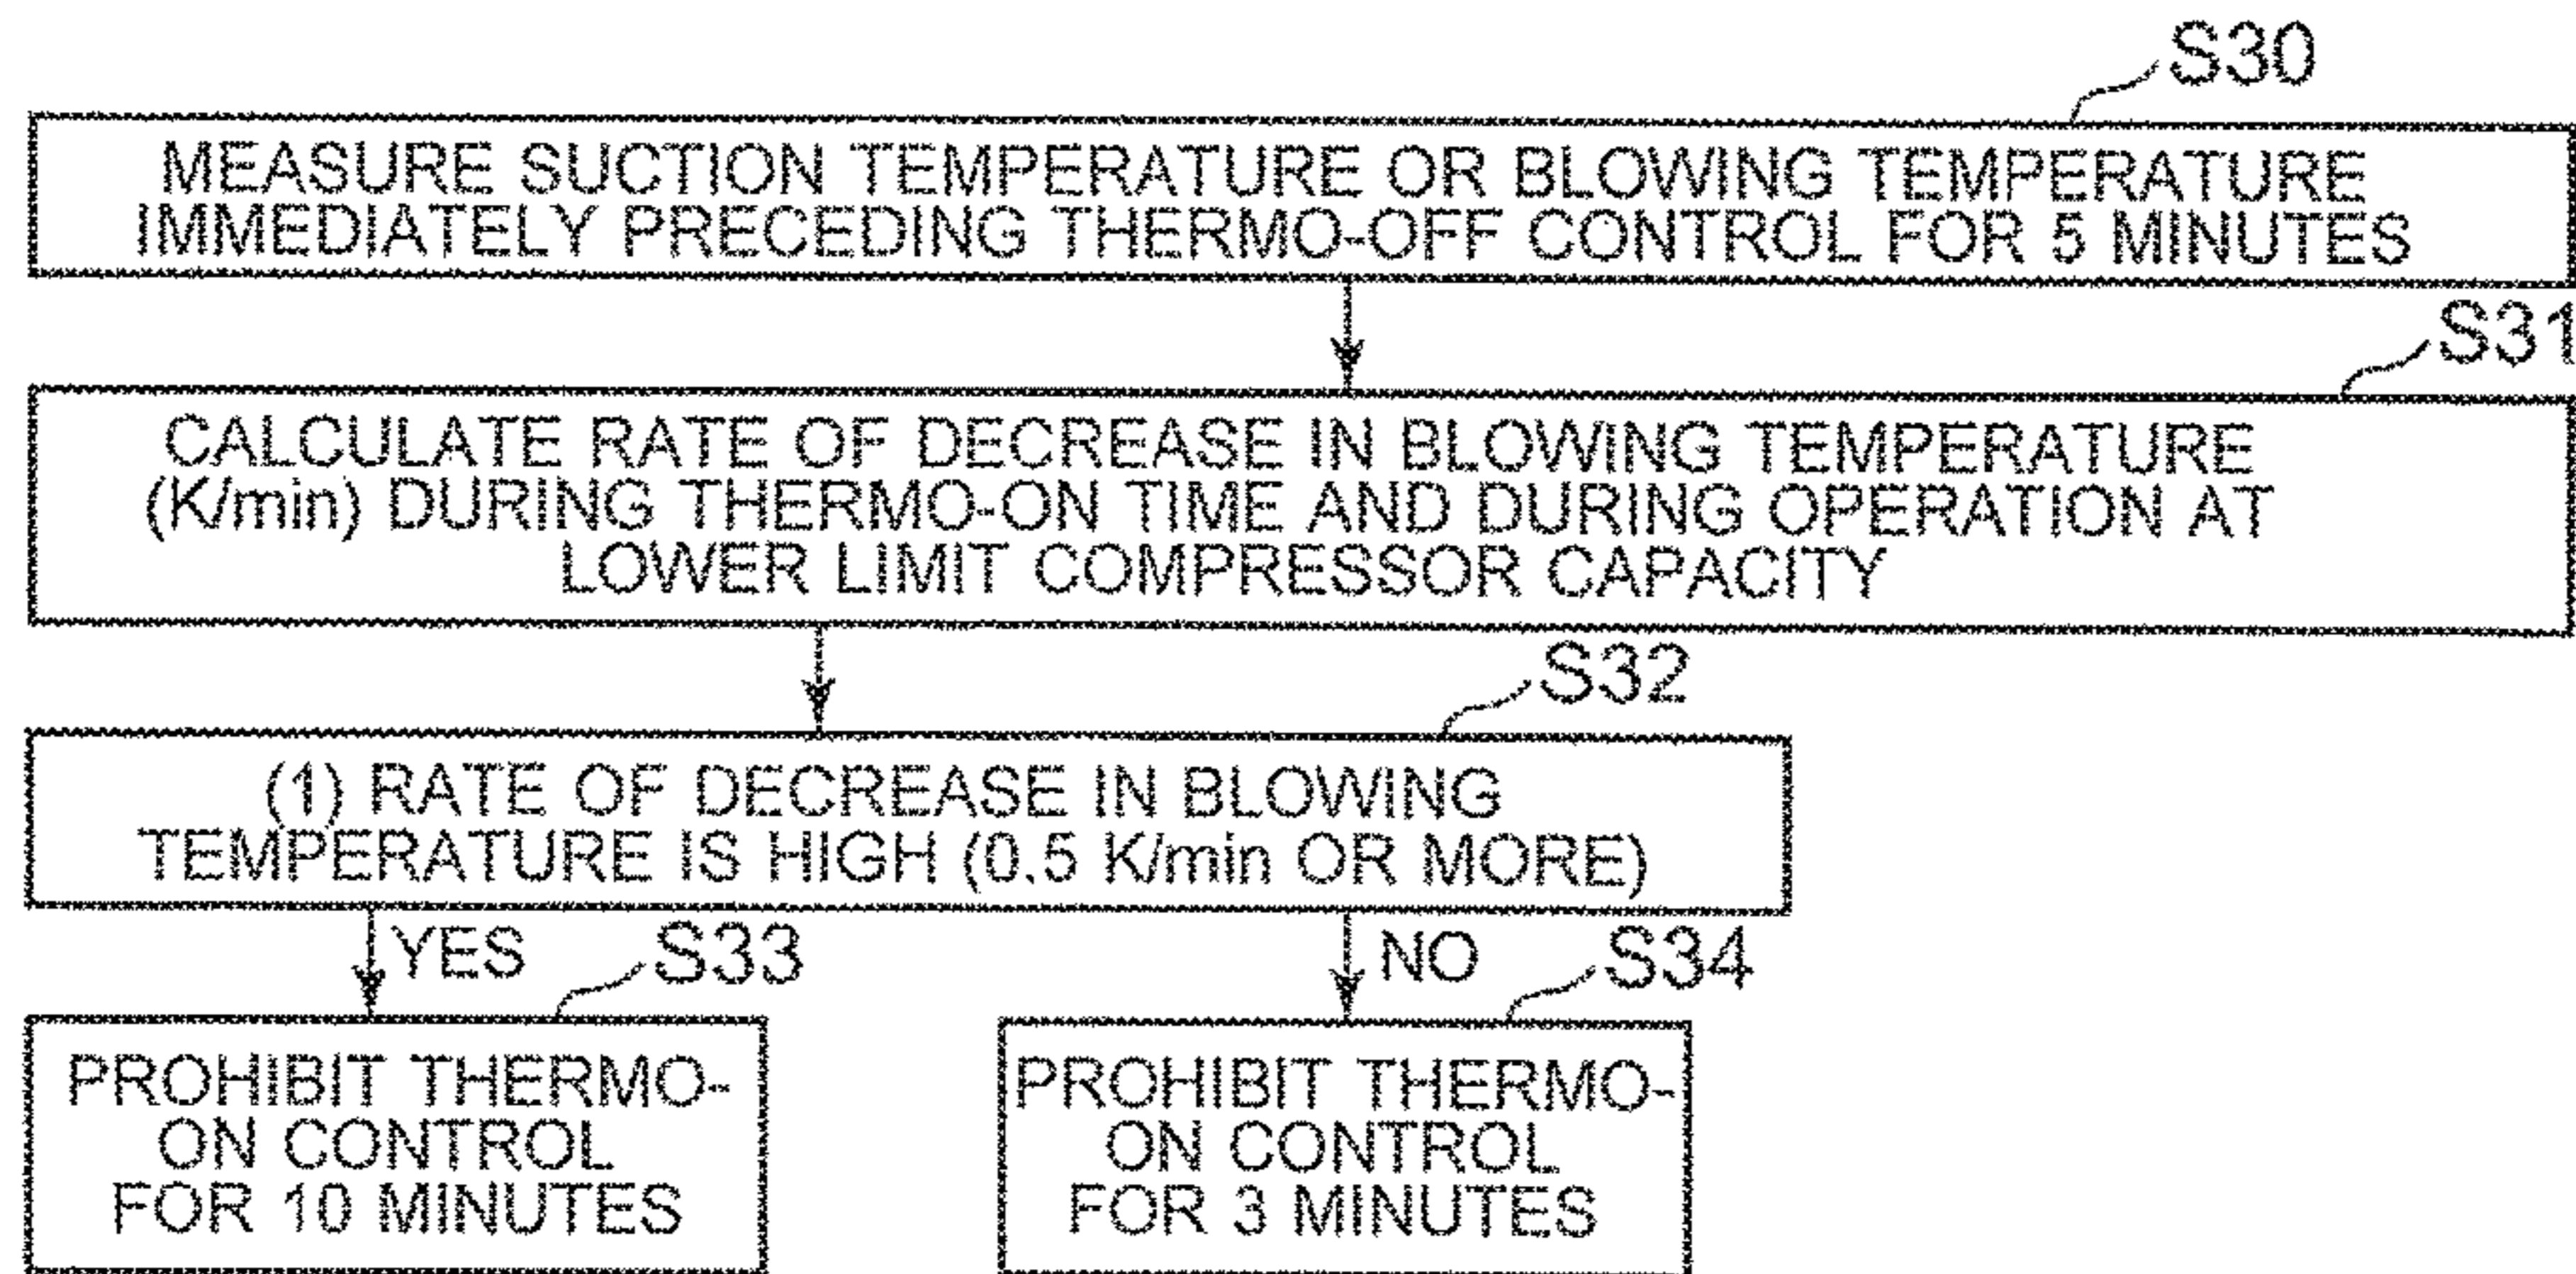 S30
MEASURE SUCTION TEMPERATURE OR BLOWING TEMPERATURE
IMMEDIATELY PRECEDING THERMO-OFF CONTROL FOR 5 MINUTES
S31
CALCULATE RATE OF DECREASE IN BLOWING TEMPERATURE
(K/min) DURING THERMO-ON TIME AND DURING OPERATION AT
LOWER LIMIT COMPRESSOR CAPACITY
S32
(1) RATE OF DECREASE IN BLOWING
TEMPERATURE IS HIGH (0.5 K/min OR MORE)
YES
S33
NO
S34
PROHIBIT THERMO-
ON CONTROL
FOR 10 MINUTES
PROHIBIT THERMO-
ON CONTROL
FOR 3 MINUTES